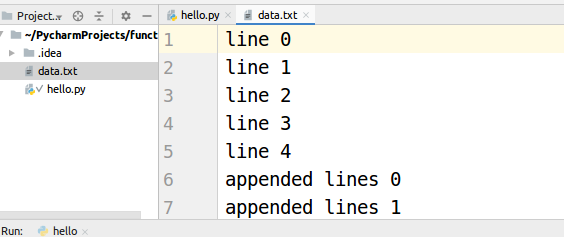 Project...
hello.py
data.txt
~/PycharmProjects/funct
.idea
data.txt
hello.py
1 line 0
2 line 1
3 line 2
4 line 3
5 line 4
6 appended lines 0
7 appended lines 1
Run: hello